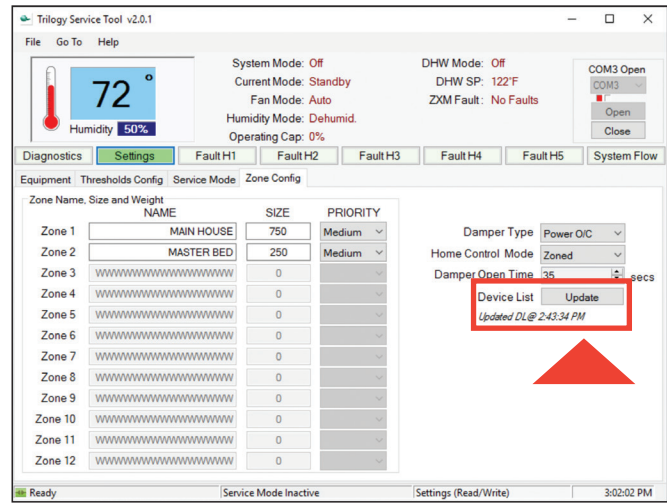 Trilogy Service Tool v2.0.1
File Go To Help
72 °
Humidity 50%
System Mode: Off
Current Mode: Standby
Fan Mode: Auto
Humidity Mode: Dehumid.
Operating Cap: 0%
DHW Mode: Off
DHW SP: 122°F
ZXM Fault: No Faults
COM3 Open
COM3
Open
Close
Diagnostics Settings Fault H1 Fault H2 Fault H3 Fault H4 Fault H5 System Flow
Equipment Thresholds Config Service Mode Zone Config
Zone Name, Size and Weight
NAME SIZE PRIORITY
Zone 1 MAIN HOUSE 750 Medium
Zone 2 MASTER BED 250 Medium
Zone 3 WWWWWWWWWWWWWWWW 0
Zone 4 WWWWWWWWWWWWWWWW 0
Zone 5 WWWWWWWWWWWWWWWW 0
Zone 6 WWWWWWWWWWWWWWWW 0
Zone 7 WWWWWWWWWWWWWWWW 0
Zone 8 WWWWWWWWWWWWWWWW 0
Zone 9 WWWWWWWWWWWWWWWW 0
Zone 10 WWWWWWWWWWWWWWWW 0
Zone 11 WWWWWWWWWWWWWWWW 0
Zone 12 WWWWWWWWWWWWWWWW 0
Damper Type Power O/C
Home Control Mode Zoned
Damper Open Time 35 secs
Device List Update
Updated DL@ 2:43:34 PM
Ready Service Mode Inactive Settings (Read/Write) 3:02:02 PM